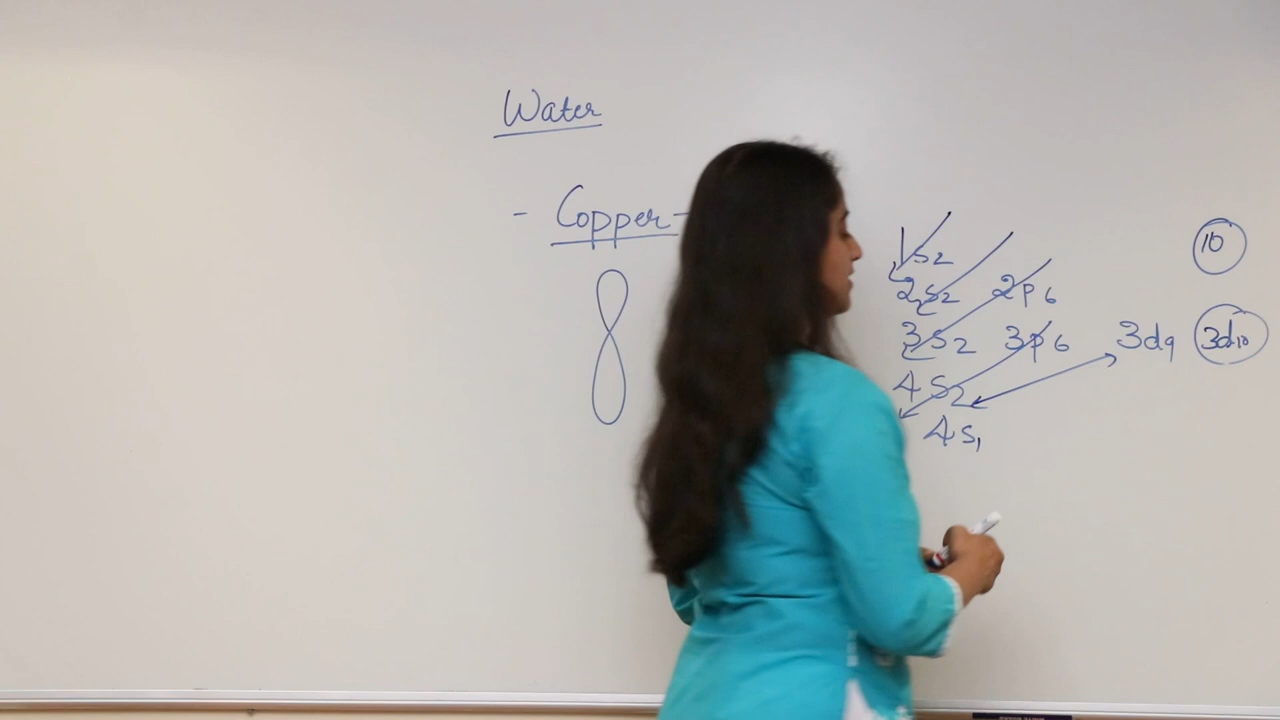 Water
- Copper -
1s2
10
2s2 2p6
3s2 3p6 3d9 3d10
4s2
4s1